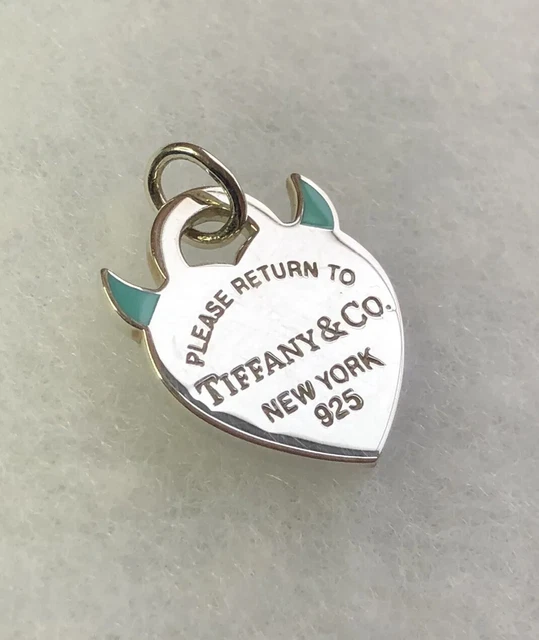 PLEASE RETURN TO
TIFFANY & CO.
NEW YORK
925